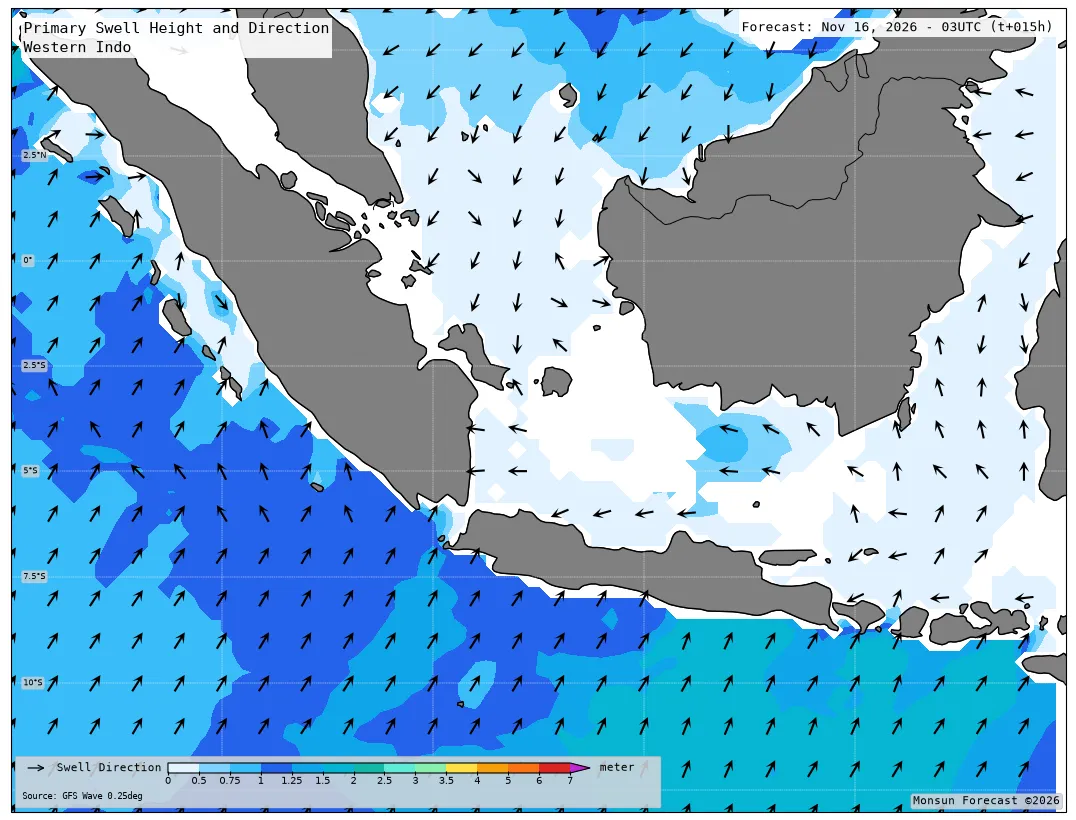 Primary Swell Height and Direction
Western Indo
Forecast: Nov 16, 2026 - 03UTC (t+015h)
2.5°N
0°
2.5°S
5°S
7.5°S
10°S
Swell Direction
0 0.5 0.75 1 1.25 1.5 2 2.5 3 3.5 4 5 6 7
meter
Source: GFS Wave 0.25deg
Monsun Forecast ©2026